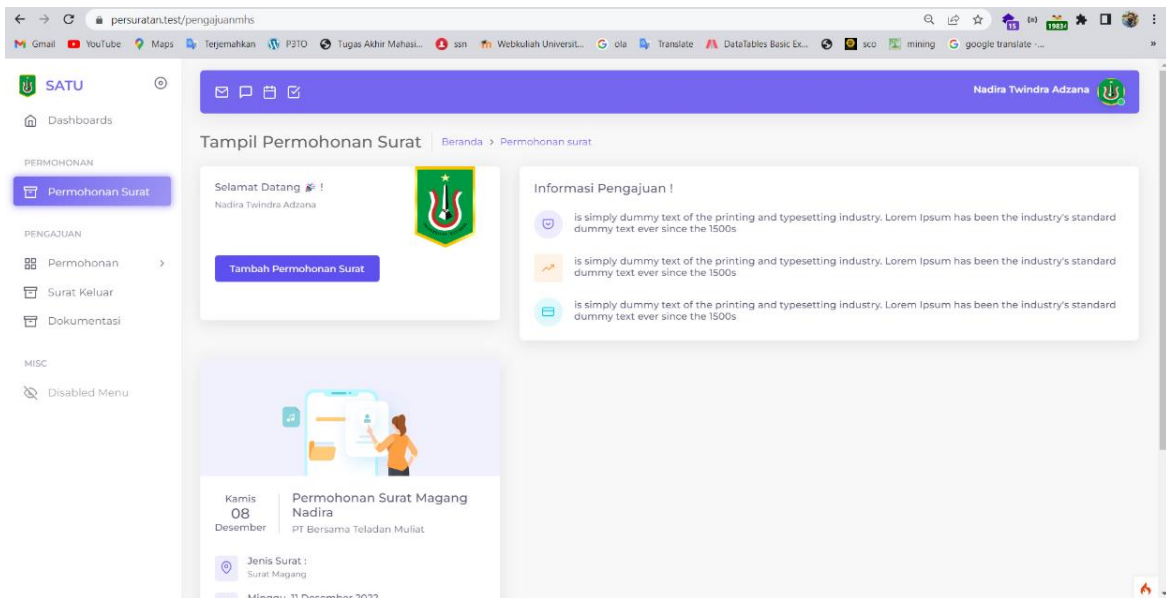 persuratan.test/pengajuanmhs
15
19834
Gmail YouTube Maps Terjemahkan P3TO Tugas Akhir Mahasi... ssn Webkuliah Universit... ola Translate DataTables Basic Ex... sco mining google translate -... »
SATU
Nadira Twindra Adzana
Dashboards
Tampil Permohonan Surat Beranda > Permohonan surat
PERMOHONAN
Permohonan Surat
PENGAJUAN
Permohonan
Surat Keluar
Dokumentasi
MISC
Disabled Menu
Selamat Datang 🎉 !
Nadira Twindra Adzana
Tambah Permohonan Surat
Informasi Pengajuan !
is simply dummy text of the printing and typesetting industry. Lorem Ipsum has been the industry's standard
dummy text ever since the 1500s
is simply dummy text of the printing and typesetting industry. Lorem Ipsum has been the industry's standard
dummy text ever since the 1500s
is simply dummy text of the printing and typesetting industry. Lorem Ipsum has been the industry's standard
dummy text ever since the 1500s
Kamis
08
Desember
Permohonan Surat Magang
Nadira
PT Bersama Teladan Muliat
Jenis Surat :
Surat Magang
Minggu, 11 Desember 2022